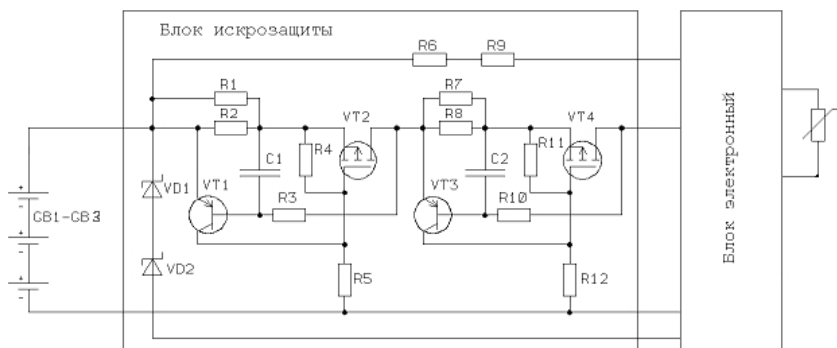 Блок искрозащиты
R6
R9
R1
R7
R2
VT2
R8
VT4
R4
R11
C1
C2
VT1
VT3
VD1
R3
R10
GB1-GB3
VD2
R5
R12
Блок электронный
+
-
+
-
+
-